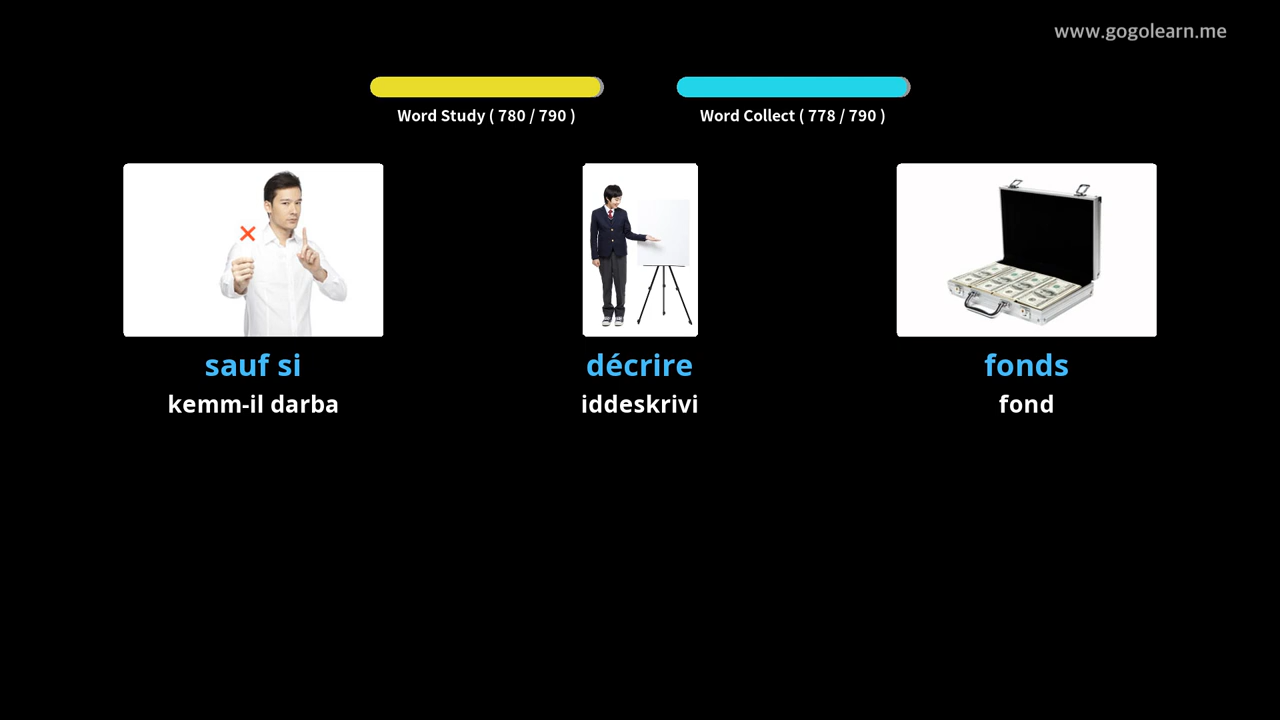 www.gogolearn.me
Word Study ( 780 / 790 )
Word Collect ( 778 / 790 )
sauf si
kemm-il darba
décrire
iddeskrivi
fonds
fond